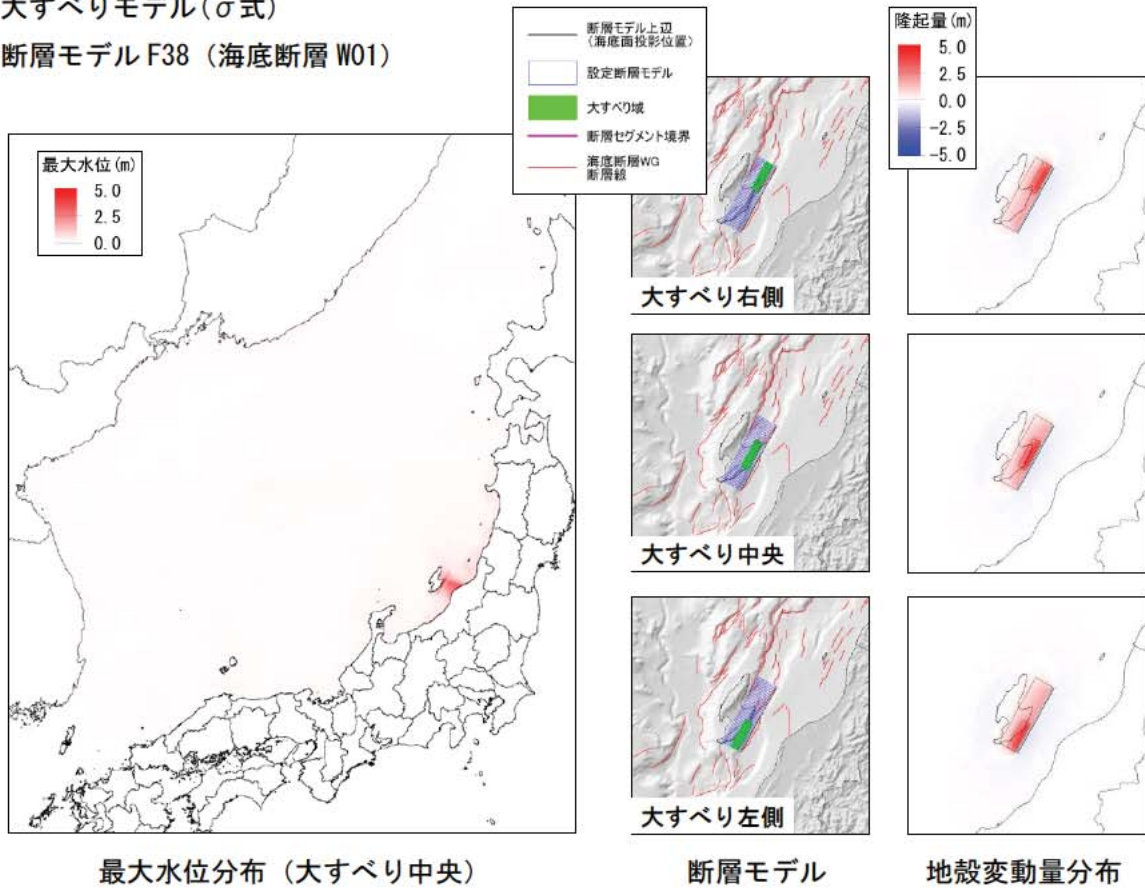 大すべりモデル(σ式)
断層モデル F38 (海底断層 W01)
断層モデル上辺
(海底面投影位置)
設定断層モデル
大すべり域
断層セグメント境界
海底断層WG
断層線
隆起量(m)
5.0
2.5
0.0
-2.5
-5.0
最大水位(m)
5.0
2.5
0.0
大すべり右側
大すべり中央
大すべり左側
最大水位分布 (大すべり中央)
断層モデル
地殻変動量分布